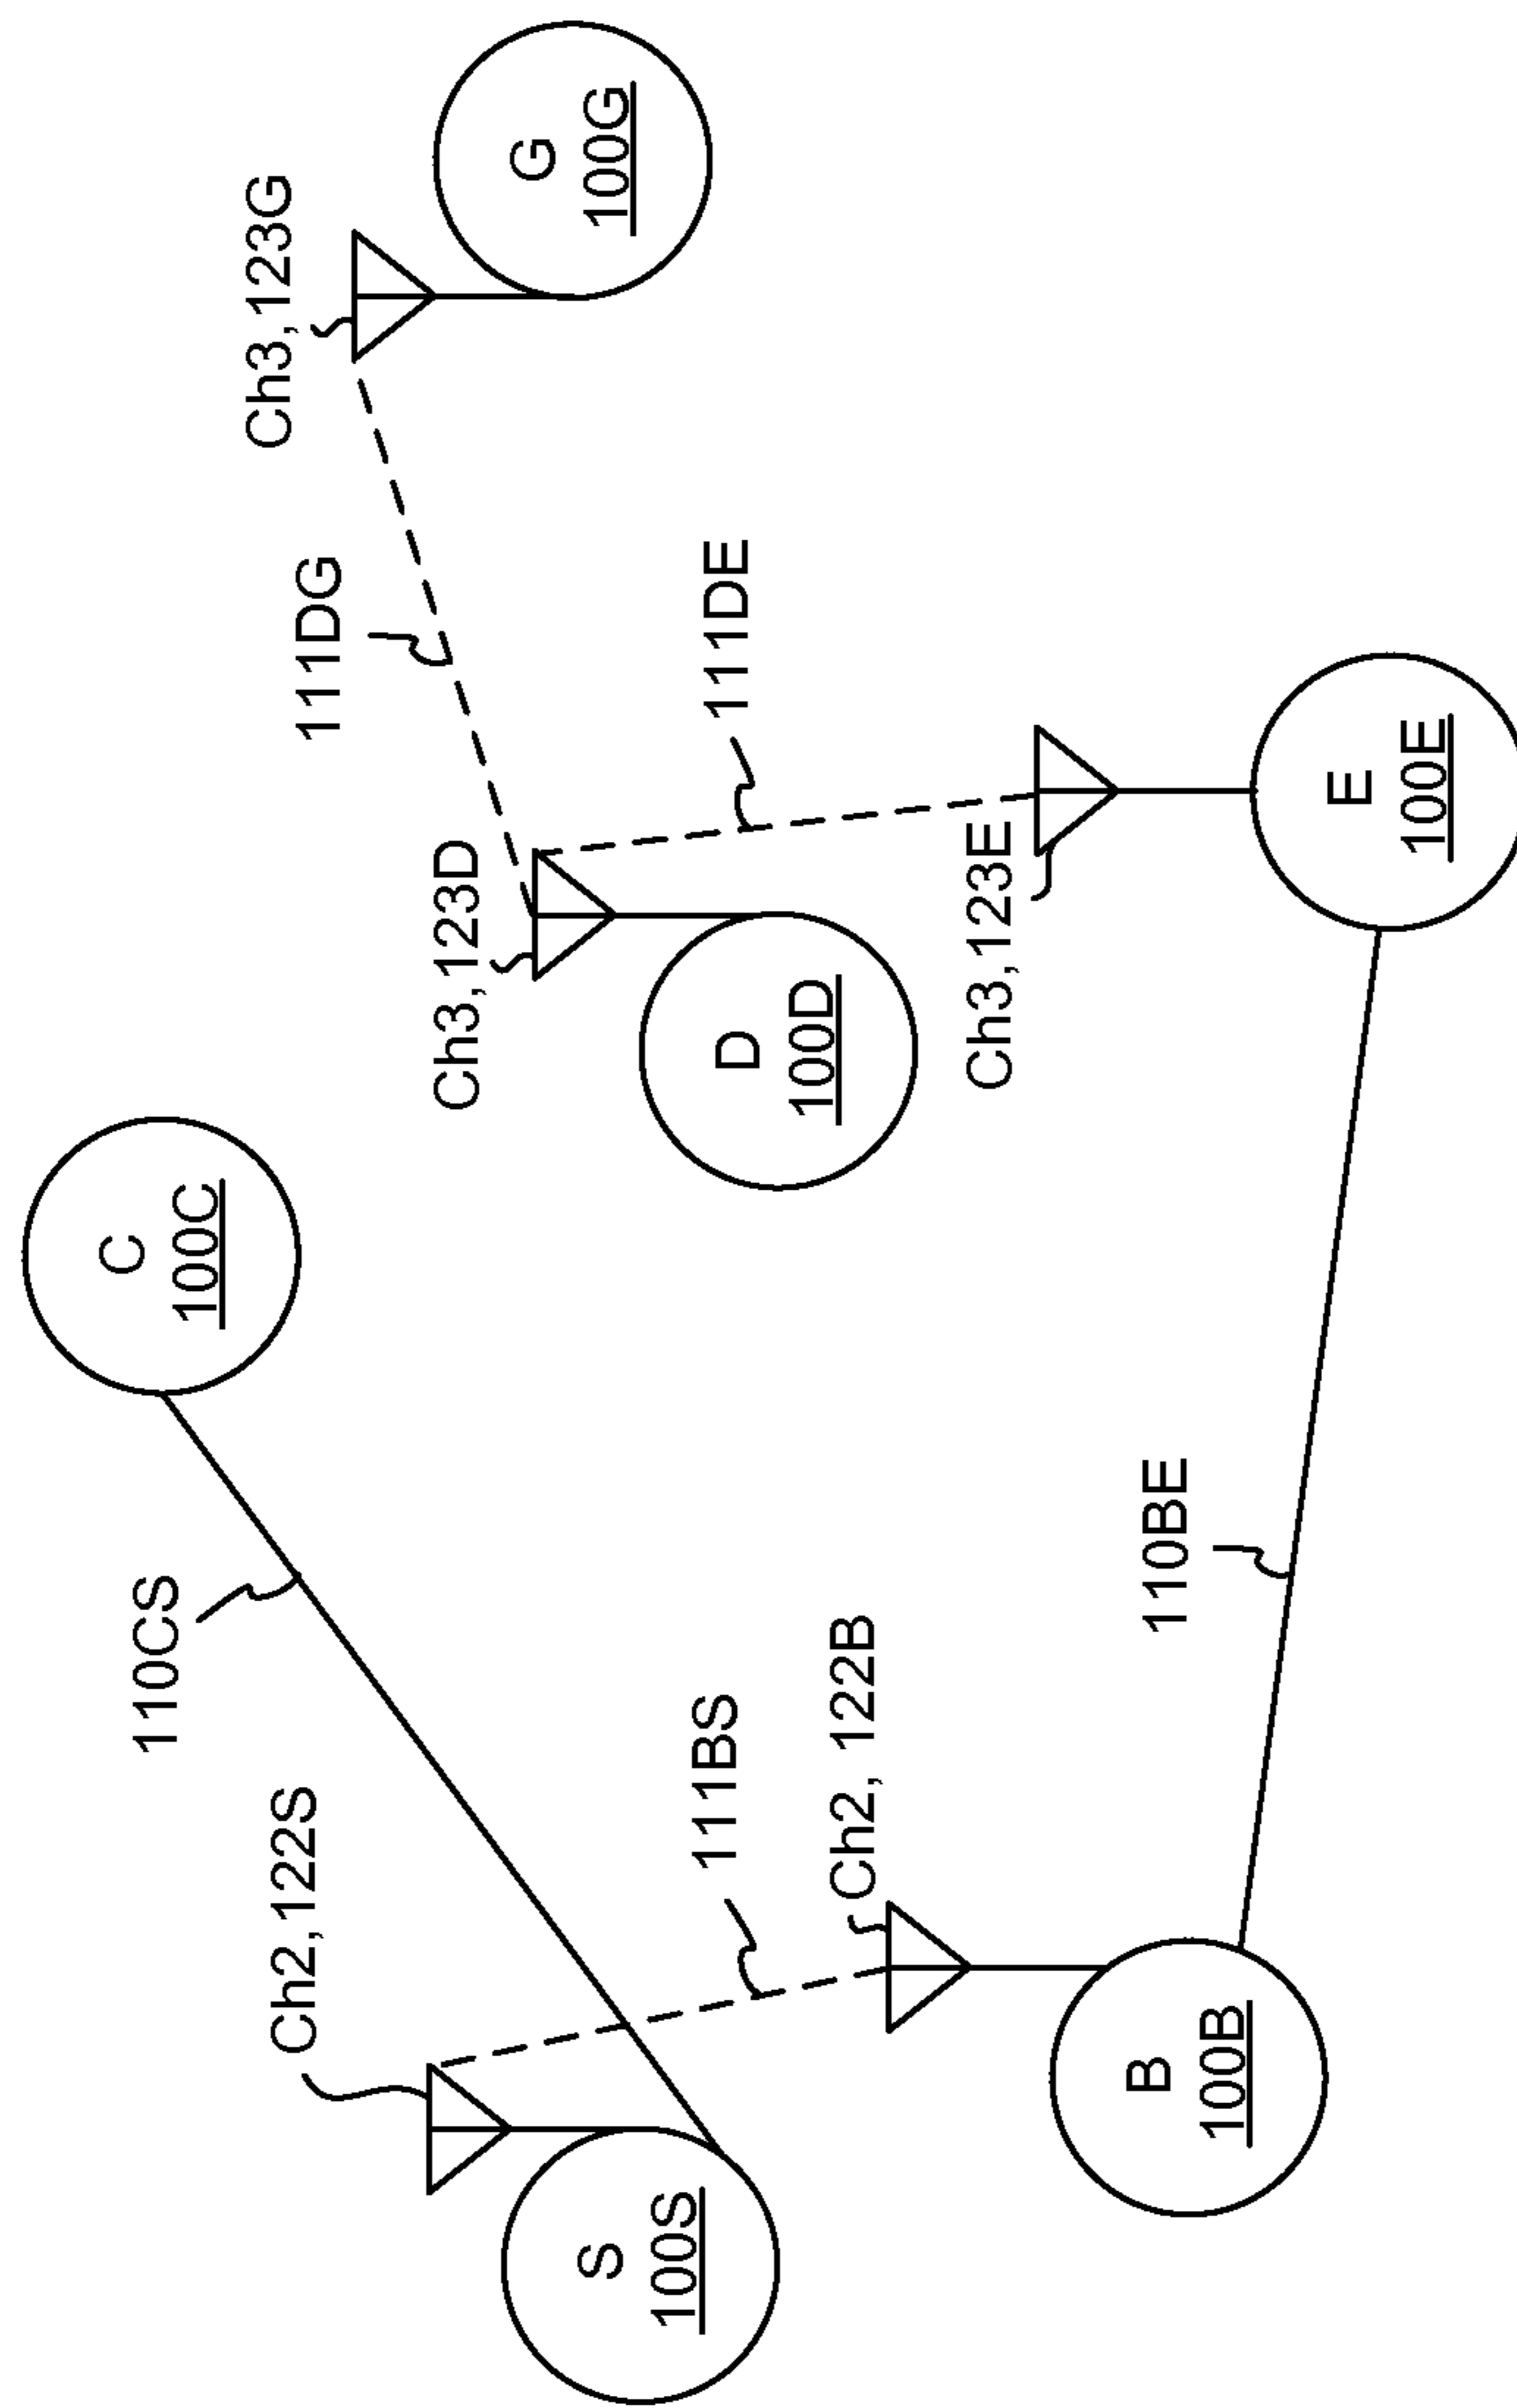 Ch3,123G
G
100G
111DG
111DE
Ch3,123D
D
100D
Ch3,123E
E
100E
C
100C
110CS
110BE
Ch2,122S
111BS
Ch2, 122B
S
100S
B
100B